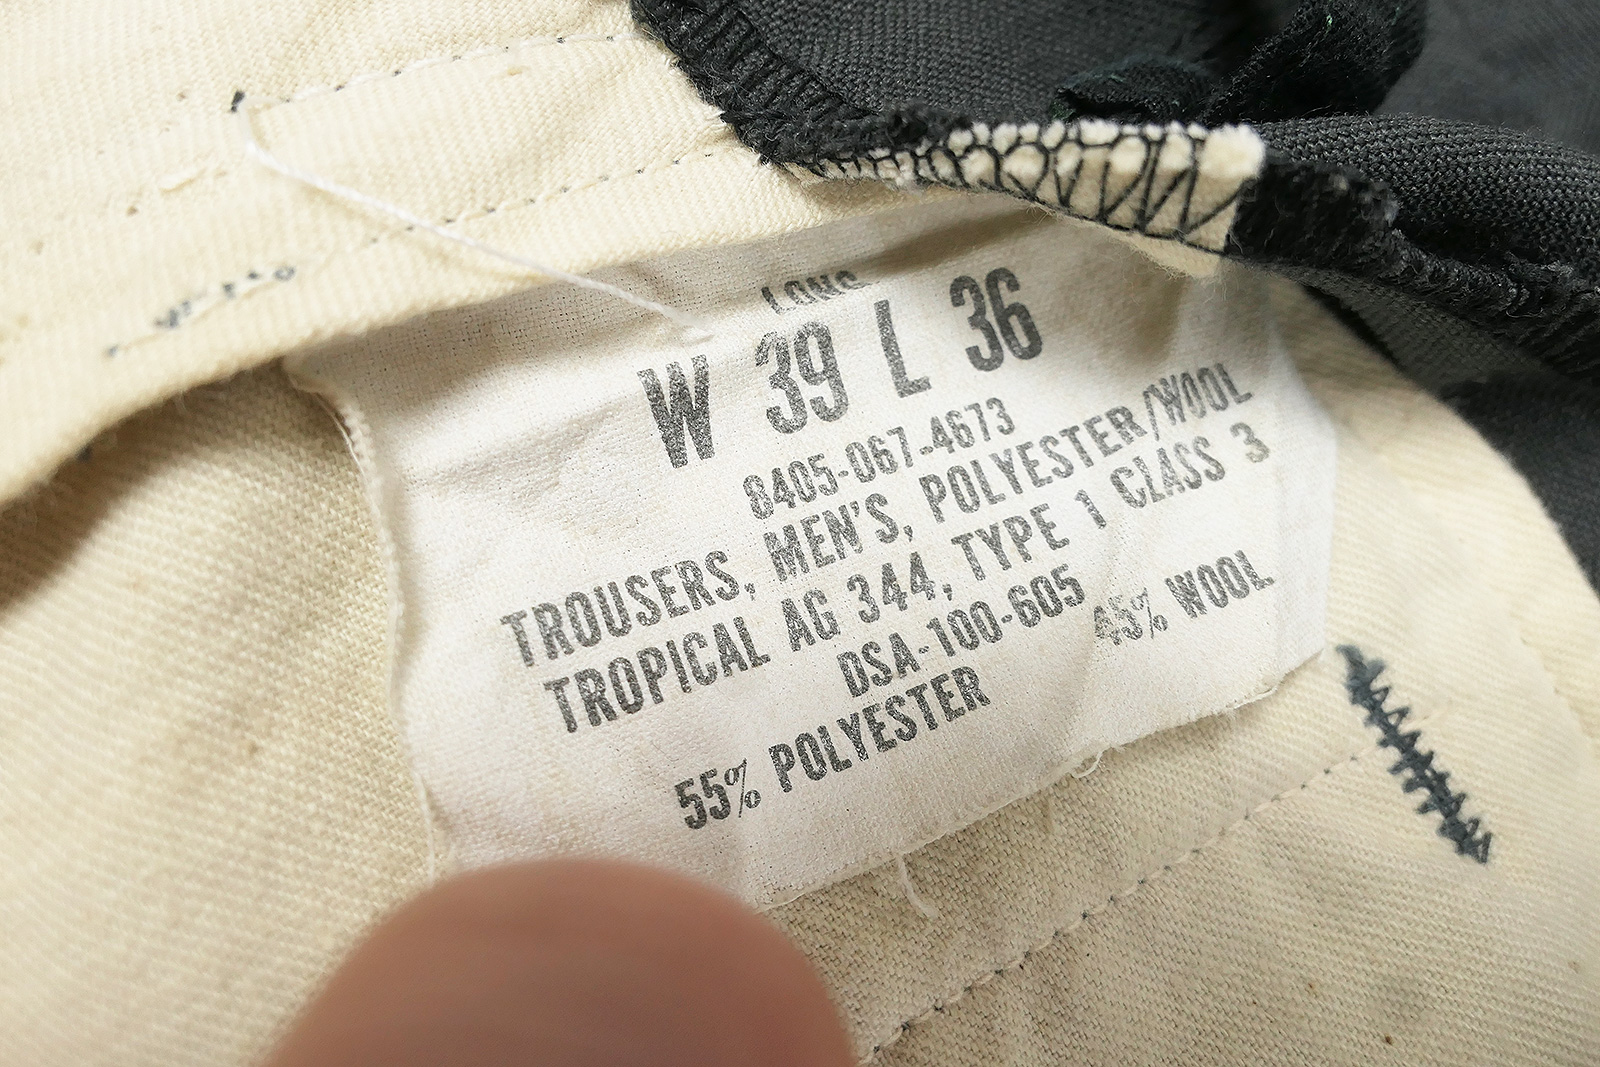 LONG
W 39 L 36
8405-067-4673
TROUSERS, MEN'S, POLYESTER/WOOL
TROPICAL AG 344, TYPE 1 CLASS 3
DSA-100-605
55% POLYESTER 45% WOOL